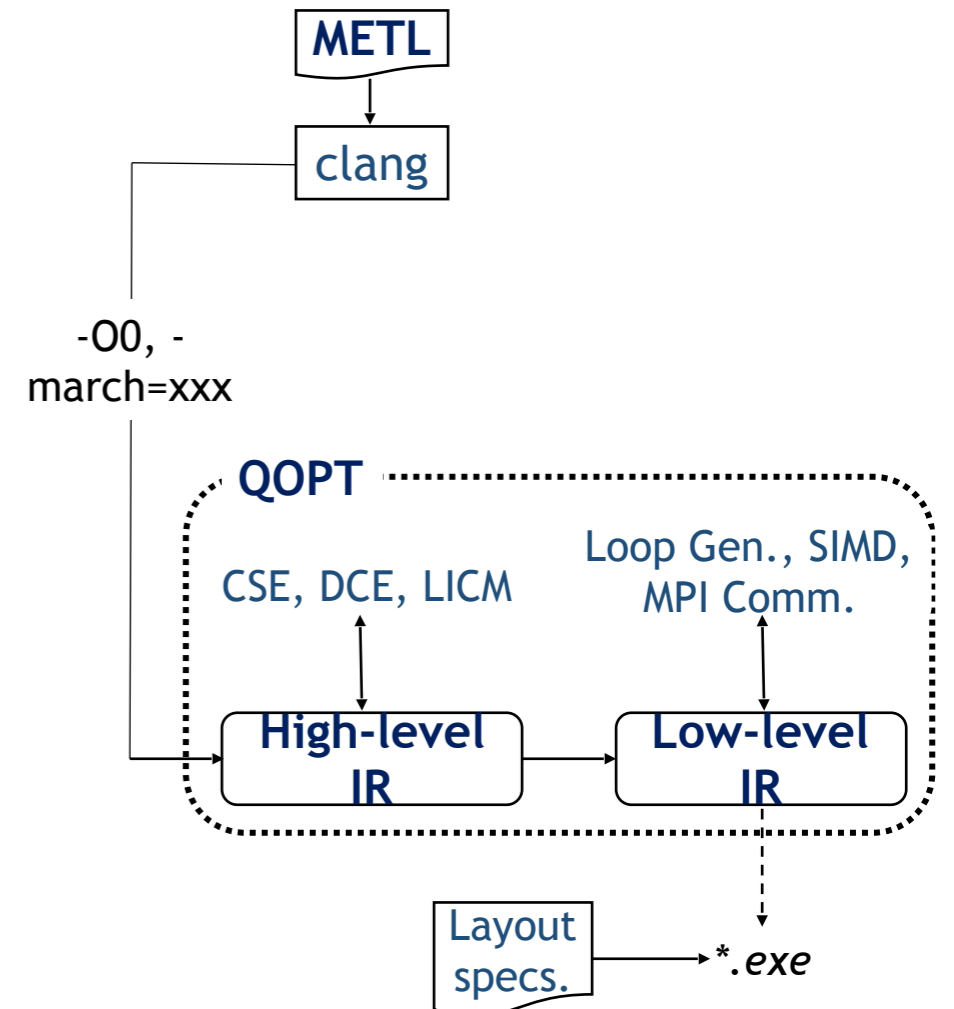 METL
clang
-O0, -
march=xxx
QOPT
CSE, DCE, LICM
Loop Gen., SIMD,
MPI Comm.
High-level
IR
Low-level
IR
Layout
specs.
*.exe